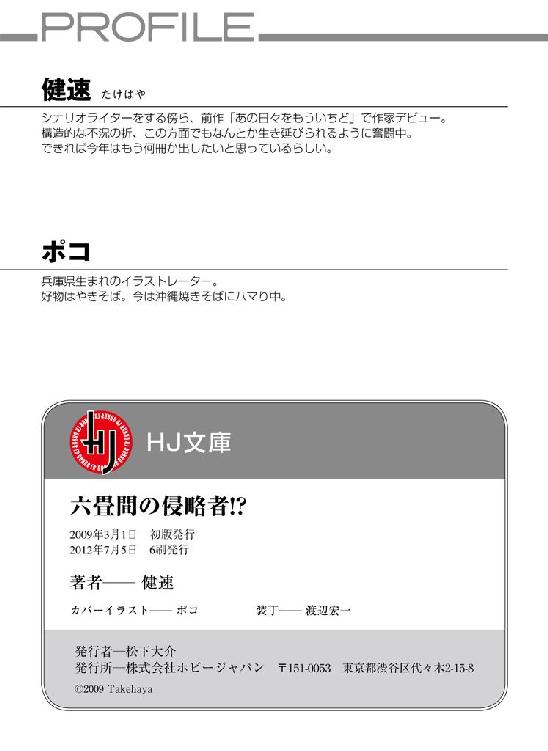 PROFILE
健速 たけはや
シナリオライターをする傍ら、前作「あの日々をもういちど」で作家デビュー。
構造的な不況の折、この方面でもなんとか生き延びられるように奮闘中。
できれば今年はもう何冊か出したいと思っているらしい。
ポコ
兵庫県生まれのイラストレーター。
好物はやきそば。今は沖縄焼きそばにハマり中。
HJ HJ文庫
六畳間の侵略者!?
2009年3月1日 初版発行
2012年7月5日 6刷発行
著者── 健速
カバーイラスト── ポコ 装丁── 渡辺宏一
発行者─松下大介
発行所─株式会社ホビージャパン 〒151-0053 東京都渋谷区代々木2-15-8
©2009 Takehaya